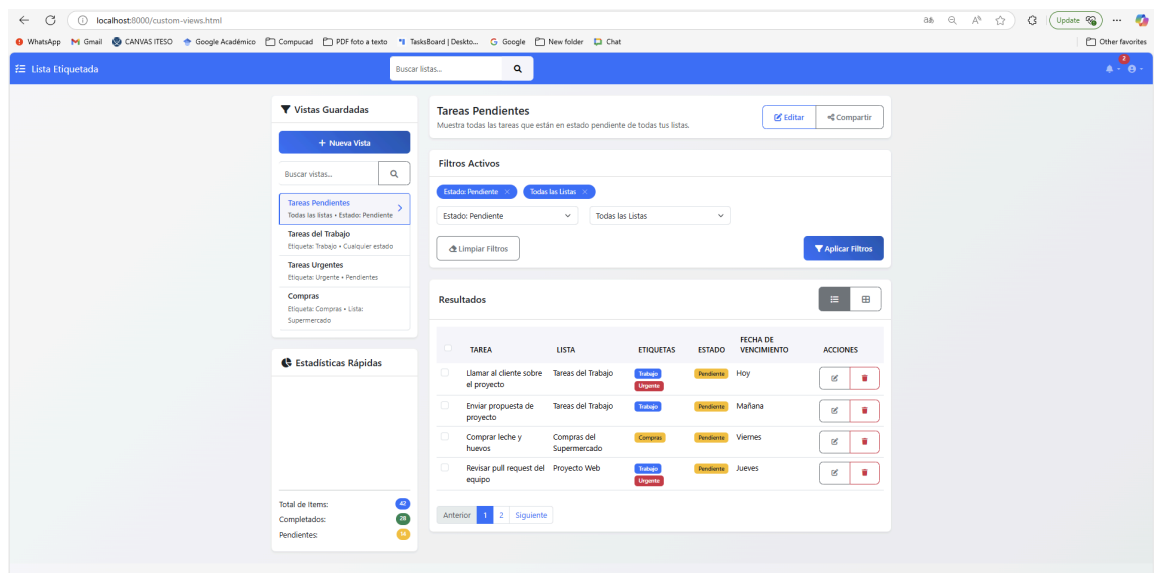 localhost:8000/custom-views.html
Update
WhatsApp
Gmail
CANVAS ITESO
Google Académico
Compucad
PDF foto a texto
TasksBoard | Deskto...
Google
New folder
Chat
Other favorites
Lista Etiquetada
Buscar listas...
2
Vistas Guardadas
+ Nueva Vista
Buscar vistas...
Tareas Pendientes
Todas las listas • Estado: Pendiente
Tareas del Trabajo
Etiqueta: Trabajo • Cualquier estado
Tareas Urgentes
Etiqueta: Urgente • Pendientes
Compras
Etiqueta: Compras • Lista:
Supermercado
Estadísticas Rápidas
Total de Items: 42
Completados: 28
Pendientes: 14
Tareas Pendientes
Muestra todas las tareas que están en estado pendiente de todas tus listas.
Editar
Compartir
Filtros Activos
Estado: Pendiente ×
Todas las Listas ×
Estado: Pendiente
Todas las Listas
Limpiar Filtros
Aplicar Filtros
Resultados
TAREA LISTA ETIQUETAS ESTADO FECHA DE VENCIMIENTO ACCIONES
Llamar al cliente sobre el proyecto Tareas del Trabajo Trabajo Urgente Pendiente Hoy
Enviar propuesta de proyecto Tareas del Trabajo Trabajo Pendiente Mañana
Comprar leche y huevos Compras del Supermercado Compras Pendiente Viernes
Revisar pull request del equipo Proyecto Web Trabajo Urgente Pendiente Jueves
Anterior 1 2 Siguiente